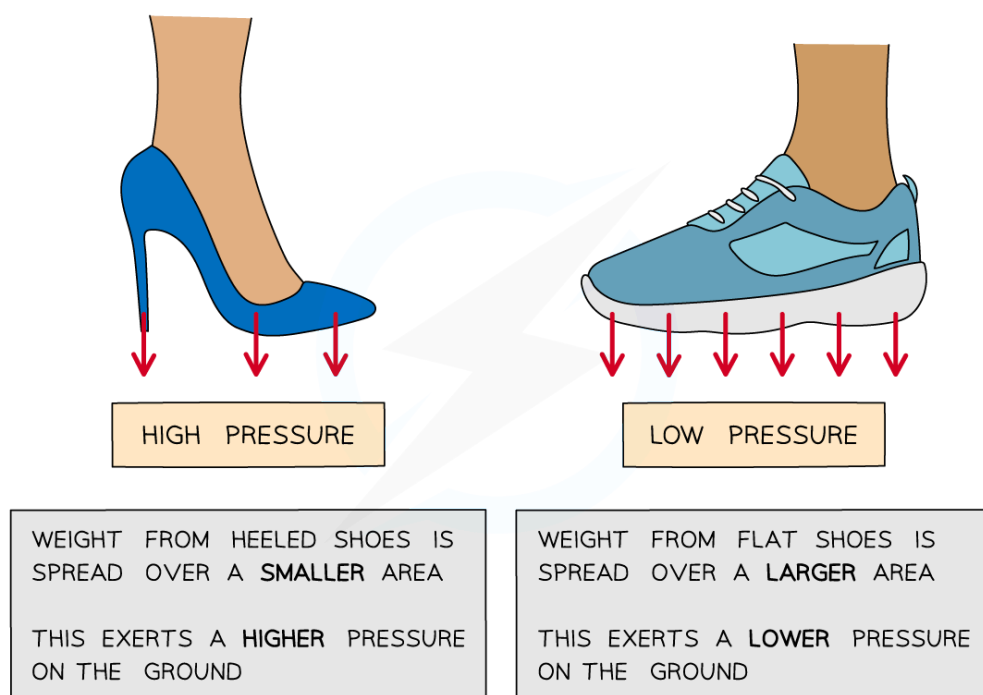 HIGH PRESSURE
LOW PRESSURE
WEIGHT FROM HEELED SHOES IS
SPREAD OVER A SMALLER AREA
THIS EXERTS A HIGHER PRESSURE
ON THE GROUND
WEIGHT FROM FLAT SHOES IS
SPREAD OVER A LARGER AREA
THIS EXERTS A LOWER PRESSURE
ON THE GROUND